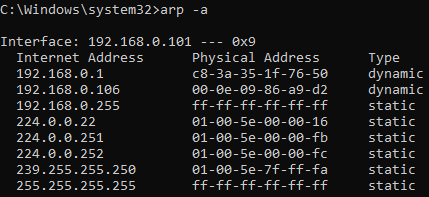 C:\Windows\system32>arp -a
Interface: 192.168.0.101 --- 0x9
Internet Address Physical Address Type
192.168.0.1 c8-3a-35-1f-76-50 dynamic
192.168.0.106 00-0e-09-86-a9-d2 dynamic
192.168.0.255 ff-ff-ff-ff-ff-ff static
224.0.0.22 01-00-5e-00-00-16 static
224.0.0.251 01-00-5e-00-00-fb static
224.0.0.252 01-00-5e-00-00-fc static
239.255.255.250 01-00-5e-7f-ff-fa static
255.255.255.255 ff-ff-ff-ff-ff-ff static